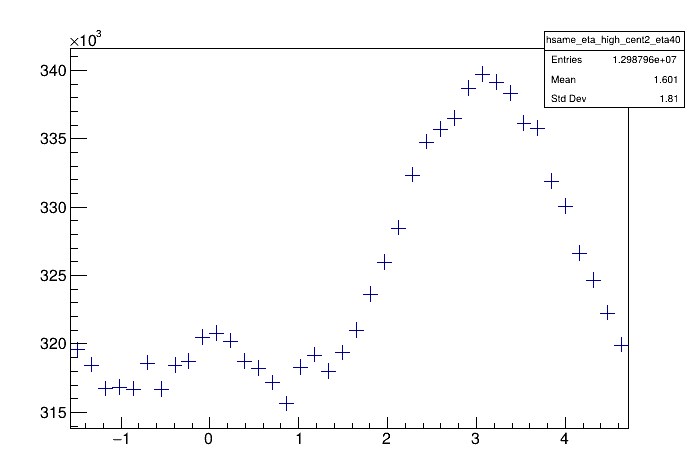 ×10³
hsame_eta_high_cent2_eta40
Entries 1.298796e+07
Mean 1.601
Std Dev 1.81
340
335
330
325
320
315
−1 0 1 2 3 4